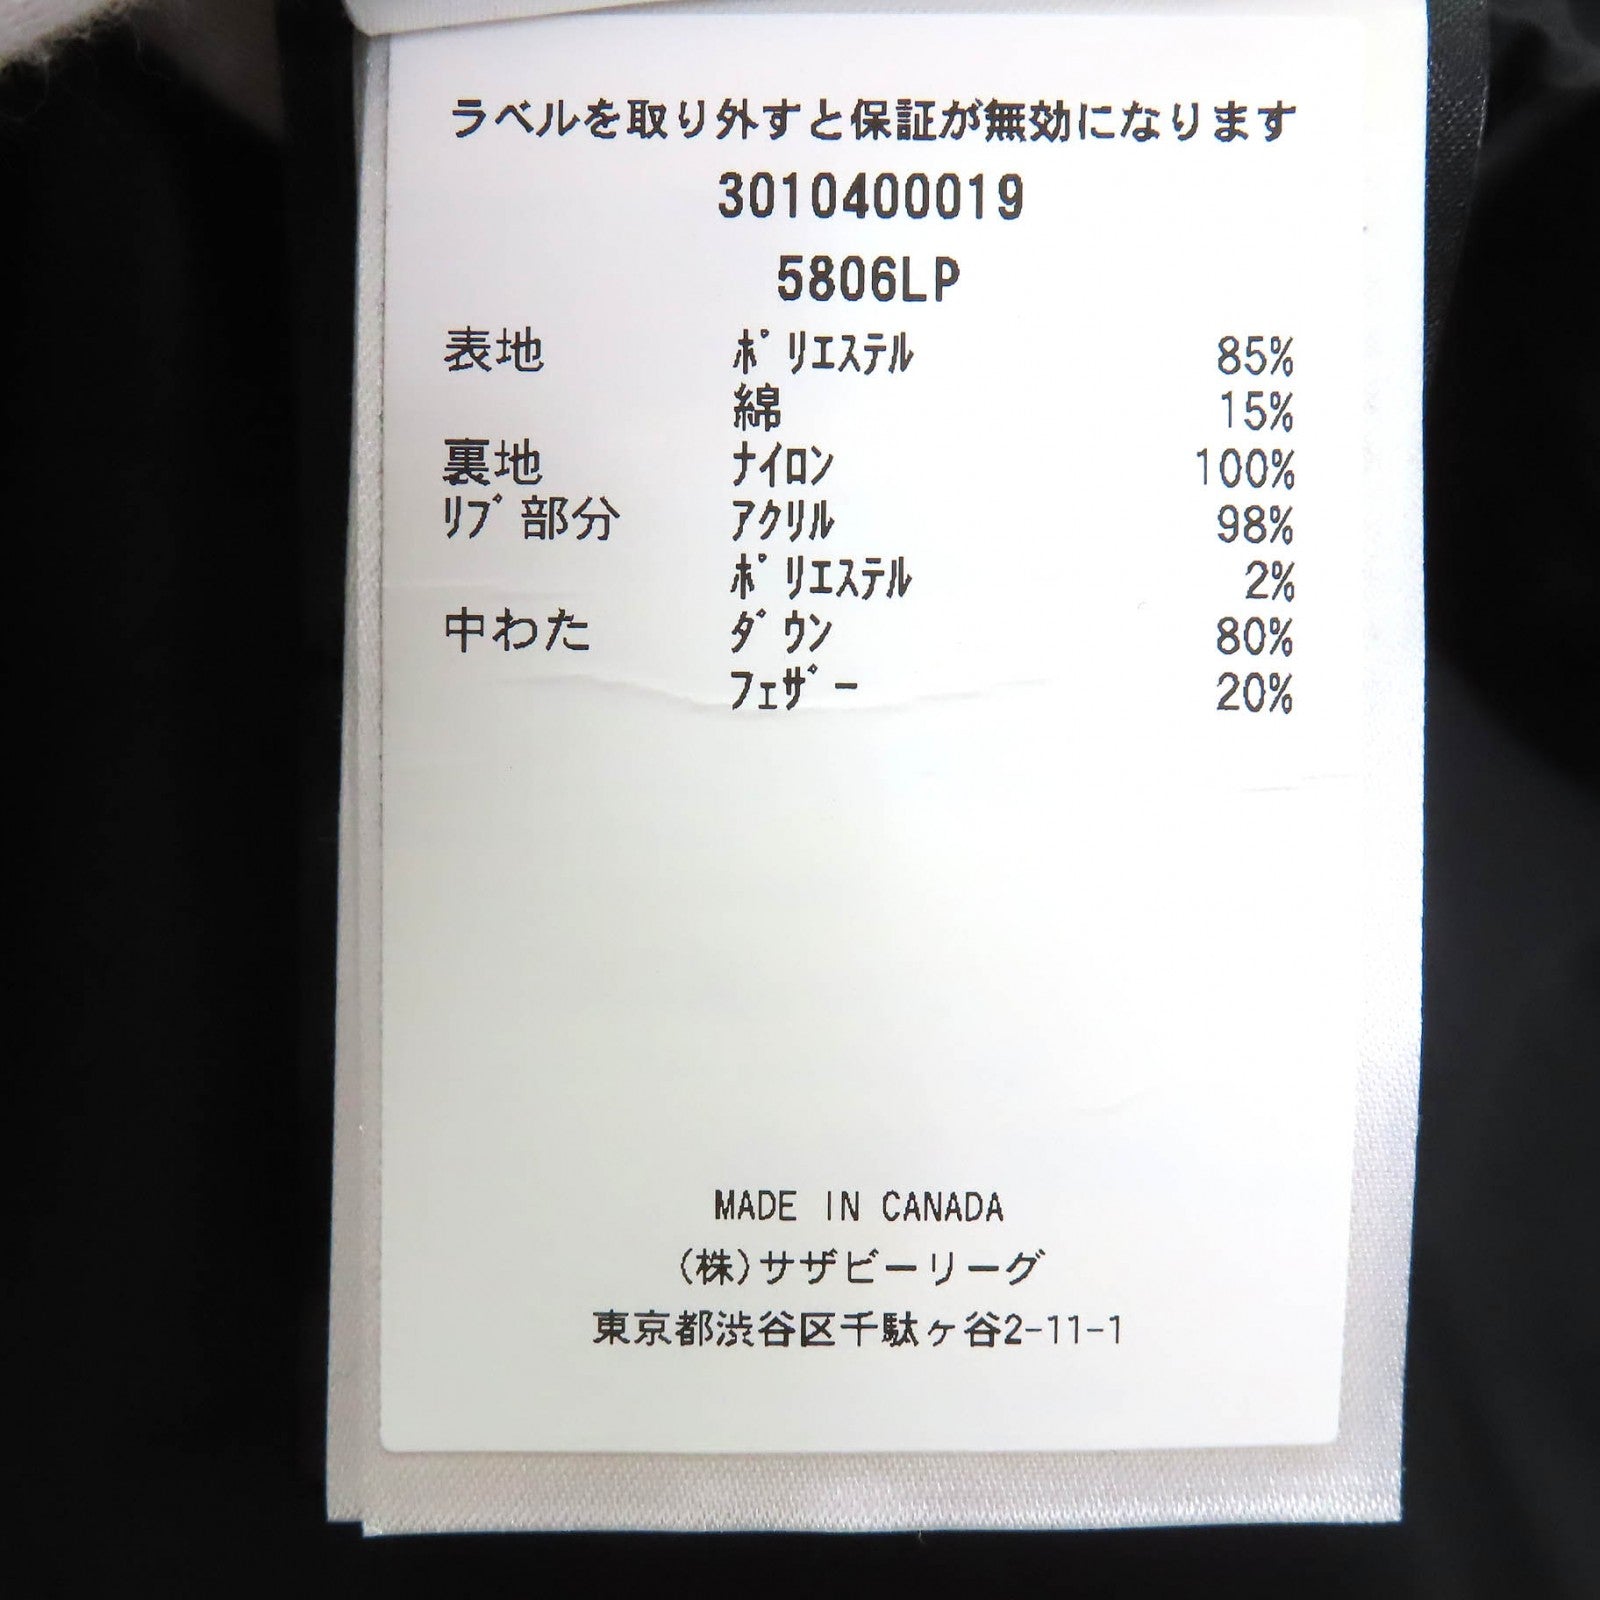 ラベルを取り外すと保証が無効になります
3010400019
5806LP
表地 ﾎﾟﾘｴｽﾃﾙ 85%
綿 15%
裏地 ﾅｲﾛﾝ 100%
ﾘﾌﾞ部分 ｱｸﾘﾙ 98%
ﾎﾟﾘｴｽﾃﾙ 2%
中わた ﾀﾞｳﾝ 80%
ﾌｪｻﾞｰ 20%
MADE IN CANADA
(株)サザビーリーグ
東京都渋谷区千駄ヶ谷2-11-1